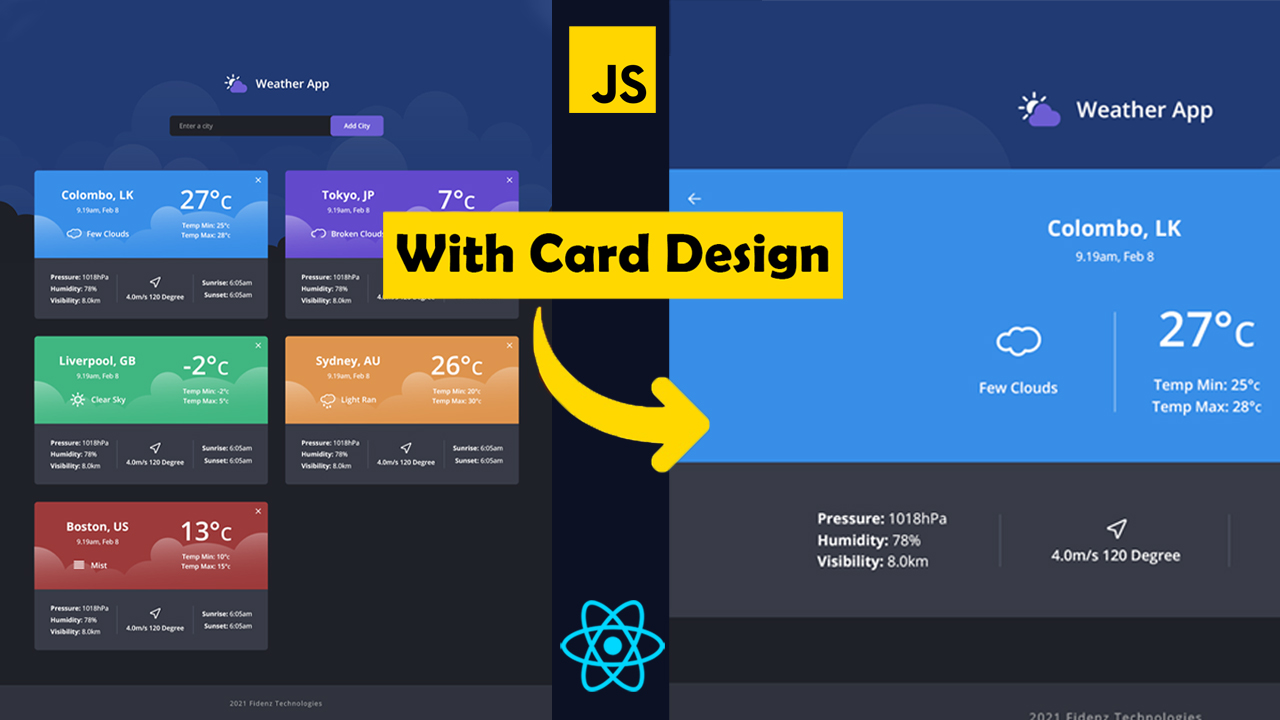 Weather App
Enter a city
Add City
Colombo, LK
9.19am, Feb 8
Few Clouds
27°c
Temp Min: 25°c
Temp Max: 28°c
Pressure: 1018hPa
Humidity: 78%
Visibility: 8.0km
4.0m/s 120 Degree
Sunrise: 6:05am
Sunset: 6:05am
Tokyo, JP
9.19am, Feb 8
Broken Clouds
7°c
Pressure: 1018hPa
Humidity: 78%
Visibility: 8.0km
Liverpool, GB
9.19am, Feb 8
Clear Sky
-2°c
Temp Min: -2°c
Temp Max: 5°c
Pressure: 1018hPa
Humidity: 78%
Visibility: 8.0km
4.0m/s 120 Degree
Sunrise: 6:05am
Sunset: 6:05am
Sydney, AU
9.19am, Feb 8
Light Ran
26°c
Temp Min: 20°c
Temp Max: 30°c
Pressure: 1018hPa
Humidity: 78%
Visibility: 8.0km
4.0m/s 120 Degree
Sunrise: 6:05am
Sunset: 6:05am
Boston, US
9.19am, Feb 8
Mist
13°c
Temp Min: 10°c
Temp Max: 15°c
Pressure: 1018hPa
Humidity: 78%
Visibility: 8.0km
4.0m/s 120 Degree
Sunrise: 6:05am
Sunset: 6:05am
2021 Fidenz Technologies
JS
With Card Design
Weather App
Colombo, LK
9.19am, Feb 8
Few Clouds
27°c
Temp Min: 25°c
Temp Max: 28°c
Pressure: 1018hPa
Humidity: 78%
Visibility: 8.0km
4.0m/s 120 Degree
2021 Fidenz Technologies